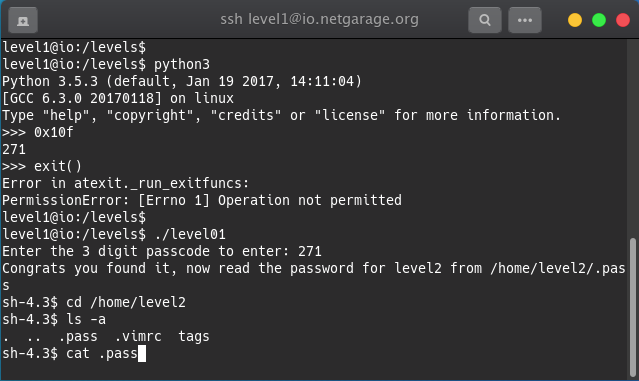 ssh level1@io.netgarage.org
level1@io:/levels$
level1@io:/levels$ python3
Python 3.5.3 (default, Jan 19 2017, 14:11:04)
[GCC 6.3.0 20170118] on linux
Type "help", "copyright", "credits" or "license" for more information.
>>> 0x10f
271
>>> exit()
Error in atexit._run_exitfuncs:
PermissionError: [Errno 1] Operation not permitted
level1@io:/levels$
level1@io:/levels$ ./level01
Enter the 3 digit passcode to enter: 271
Congrats you found it, now read the password for level2 from /home/level2/.pas
s
sh-4.3$ cd /home/level2
sh-4.3$ ls -a
.  ..  .pass  .vimrc  tags
sh-4.3$ cat .pass